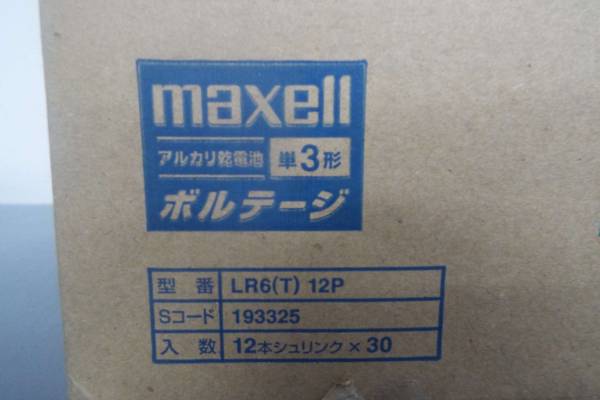 maxell
アルカリ乾電池 単3形
ボルテージ
型番 LR6(T) 12P
Sコード 193325
入数 12本シュリンク×30